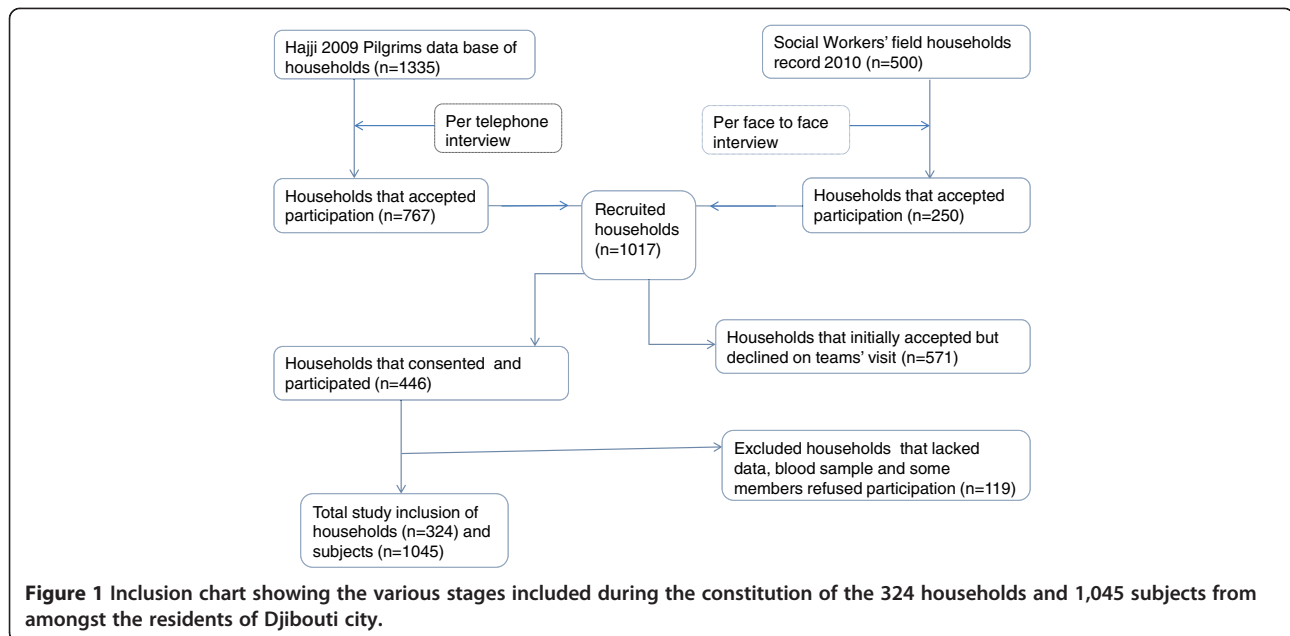 Hajji 2009 Pilgrims data base of
households (n=1335)
Social Workers' field households
record 2010 (n=500)
Per telephone
interview
Per face to face
interview
Households that accepted
participation (n=767)
Recruited
households
(n=1017)
Households that accepted
participation (n=250)
Households that initially accepted but
declined on teams' visit (n=571)
Households that consented and
participated (n=446)
Excluded households that lacked
data, blood sample and some
members refused participation (n=119)
Total study inclusion of
households (n=324) and
subjects (n=1045)
Figure 1 Inclusion chart showing the various stages included during the constitution of the 324 households and 1,045 subjects from
amongst the residents of Djibouti city.